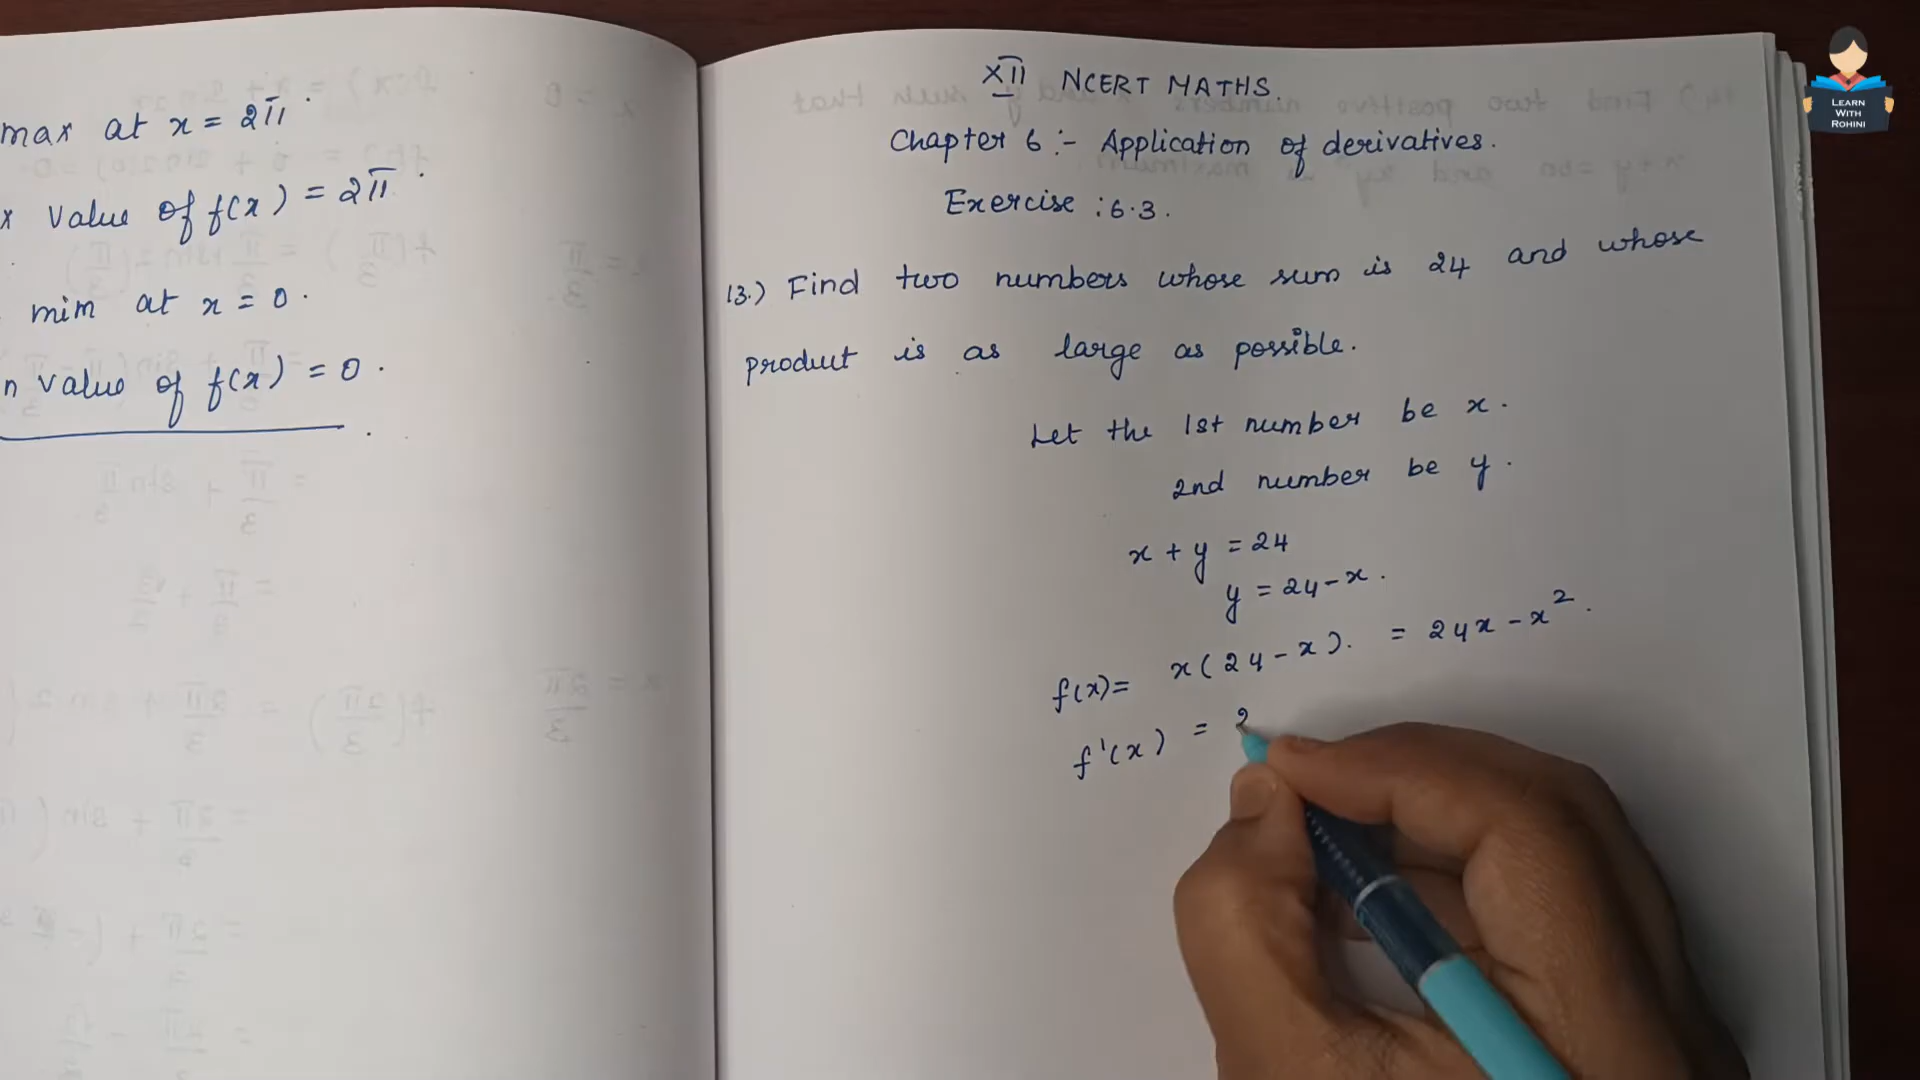 max at x = 2π.
x value of f(x) = 2π.
min at x = 0.
n value of f(x) = 0.
XII NCERT MATHS.
Chapter 6 :- Application of derivatives.
Exercise : 6.3.
13.) Find two numbers whose sum is 24 and whose
product is as large as possible.
Let the 1st number be x.
2nd number be y.
x + y = 24
y = 24 - x.
f(x) = x(24 - x). = 24x - x².
f'(x) = 2
LEARN
WITH
ROHINI